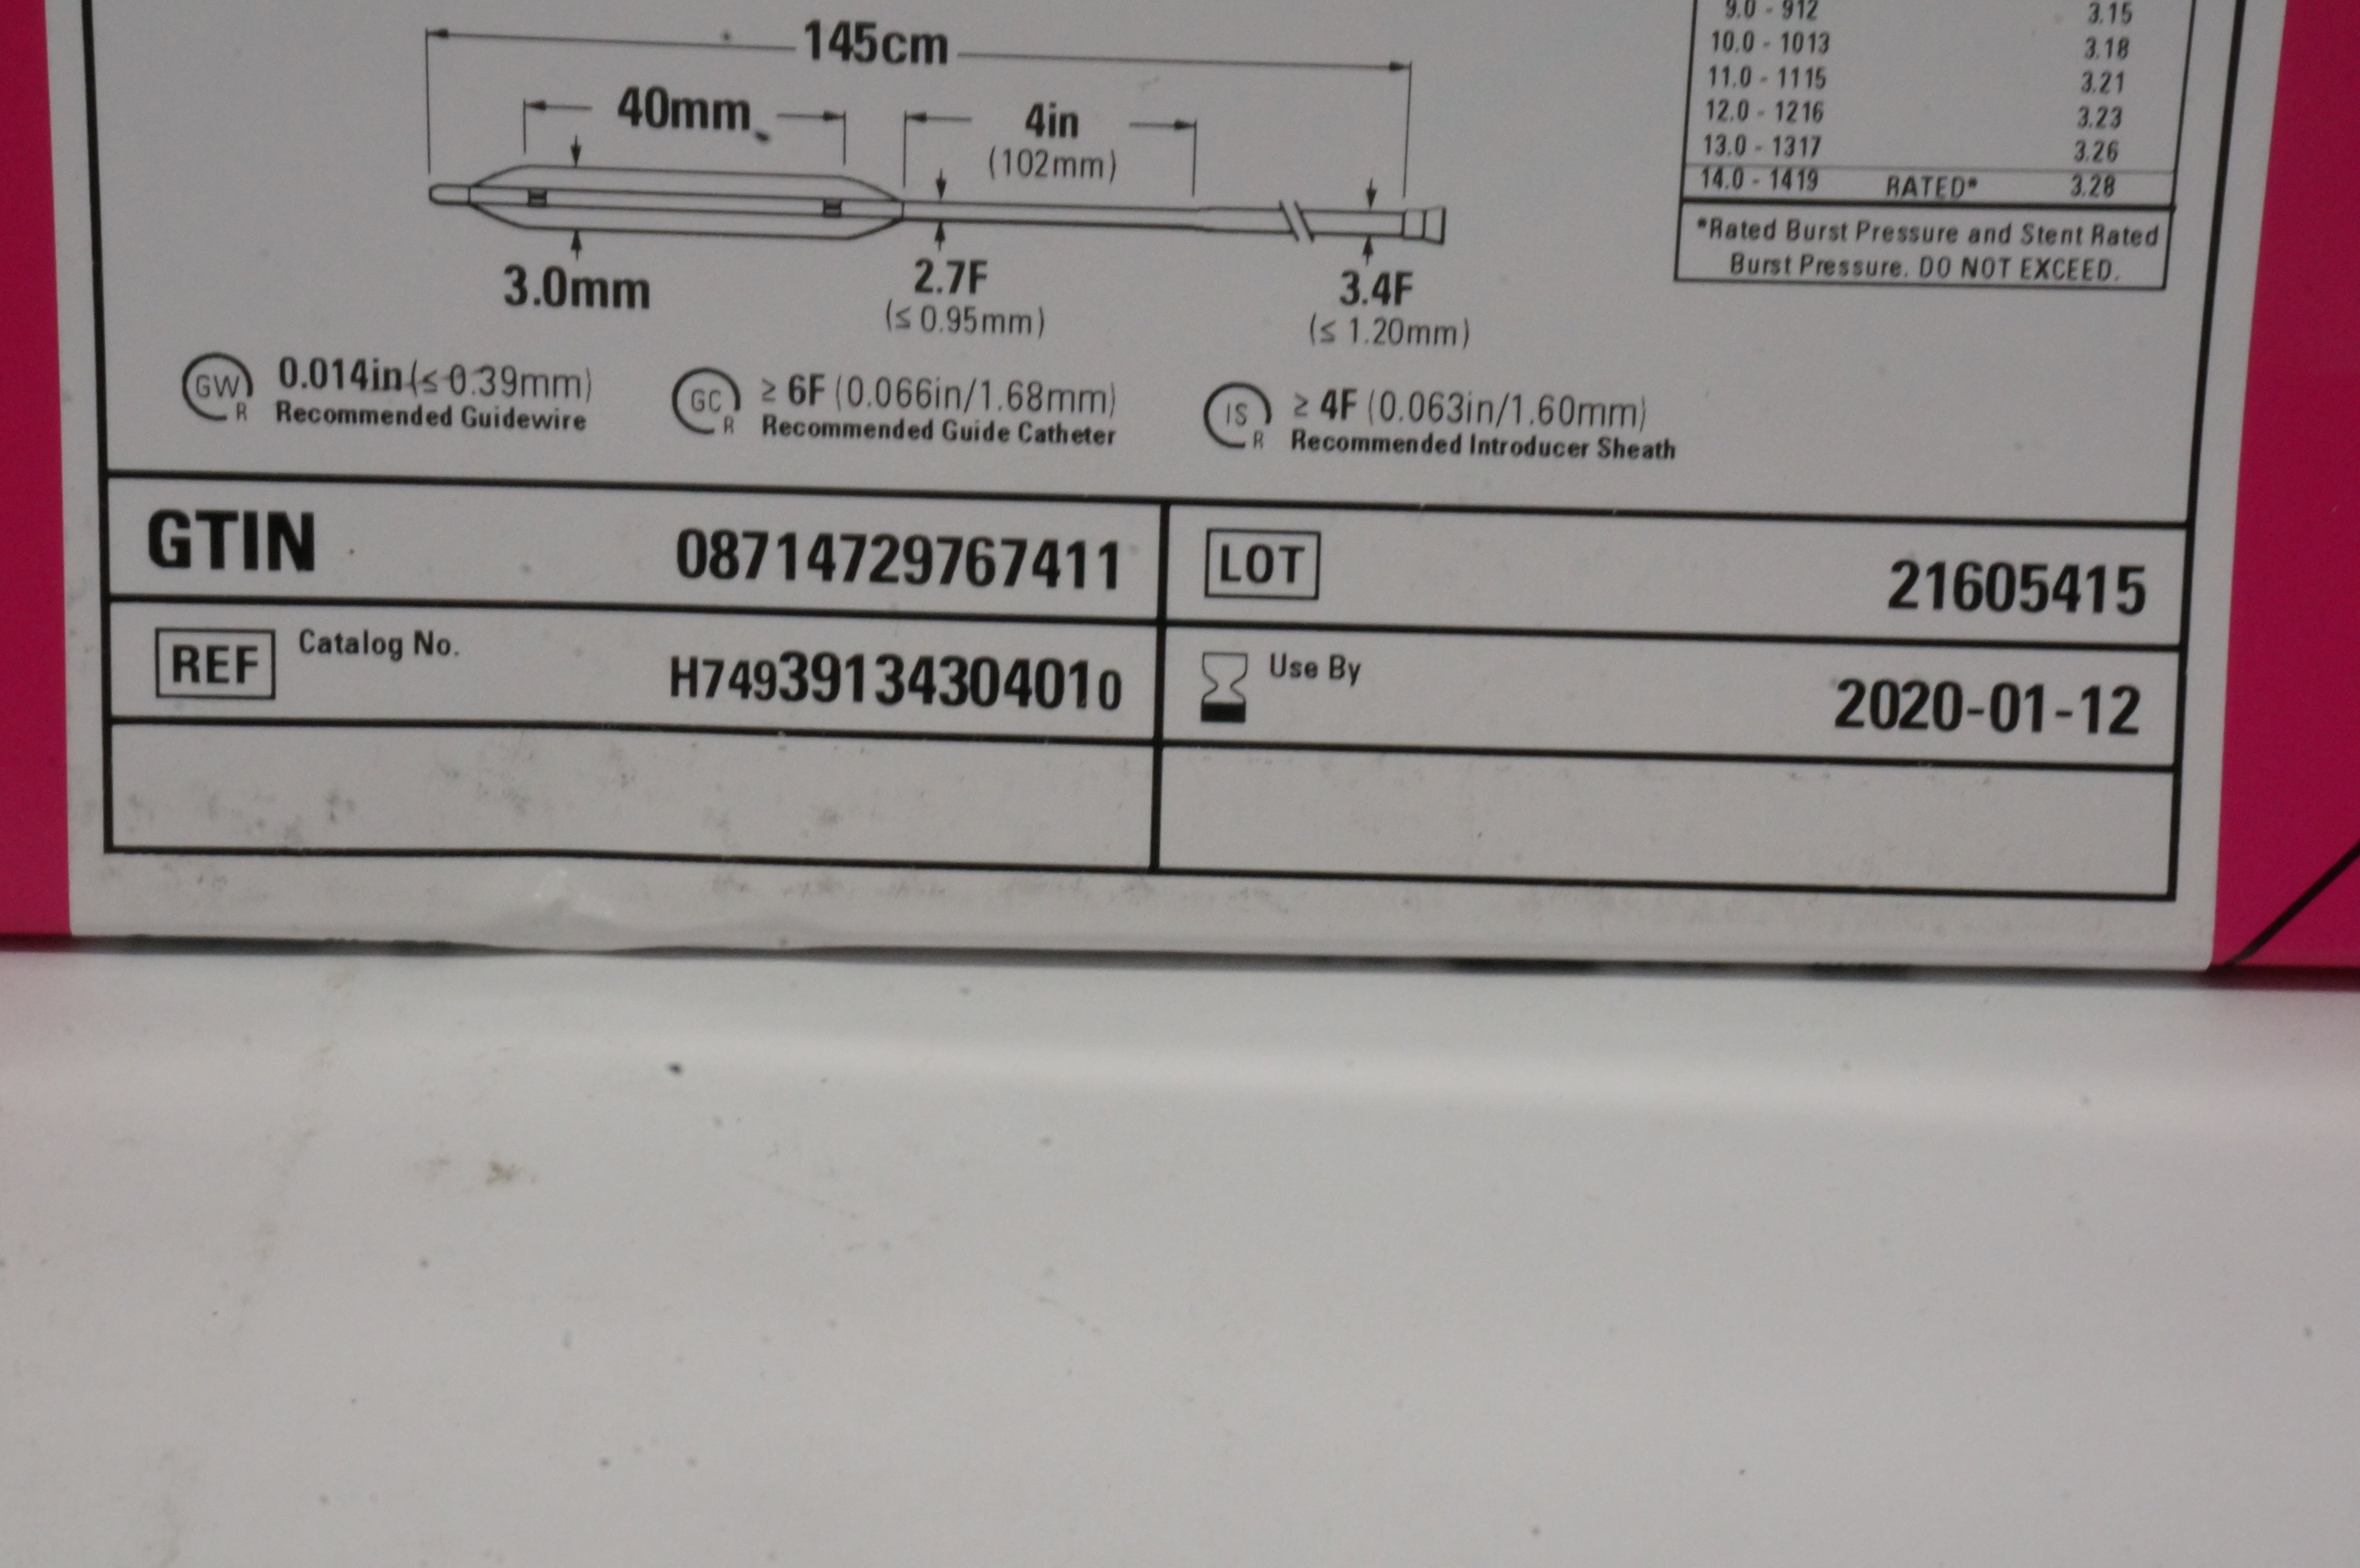 145cm
40mm
4in
(102mm)
3.0mm
2.7F
(≤ 0.95mm)
3.4F
(≤ 1.20mm)
9.0 - 912 3.15
10.0 - 1013 3.18
11.0 - 1115 3.21
12.0 - 1216 3.23
13.0 - 1317 3.26
14.0 - 1419 RATED* 3.28
*Rated Burst Pressure and Stent Rated
Burst Pressure. DO NOT EXCEED.
GW R 0.014in (≤ 0.39mm)
Recommended Guidewire
GC R ≥ 6F (0.066in/1.68mm)
Recommended Guide Catheter
IS R ≥ 4F (0.063in/1.60mm)
Recommended Introducer Sheath
GTIN 08714729767411
LOT 21605415
REF Catalog No. H74939134304010
Use By 2020-01-12